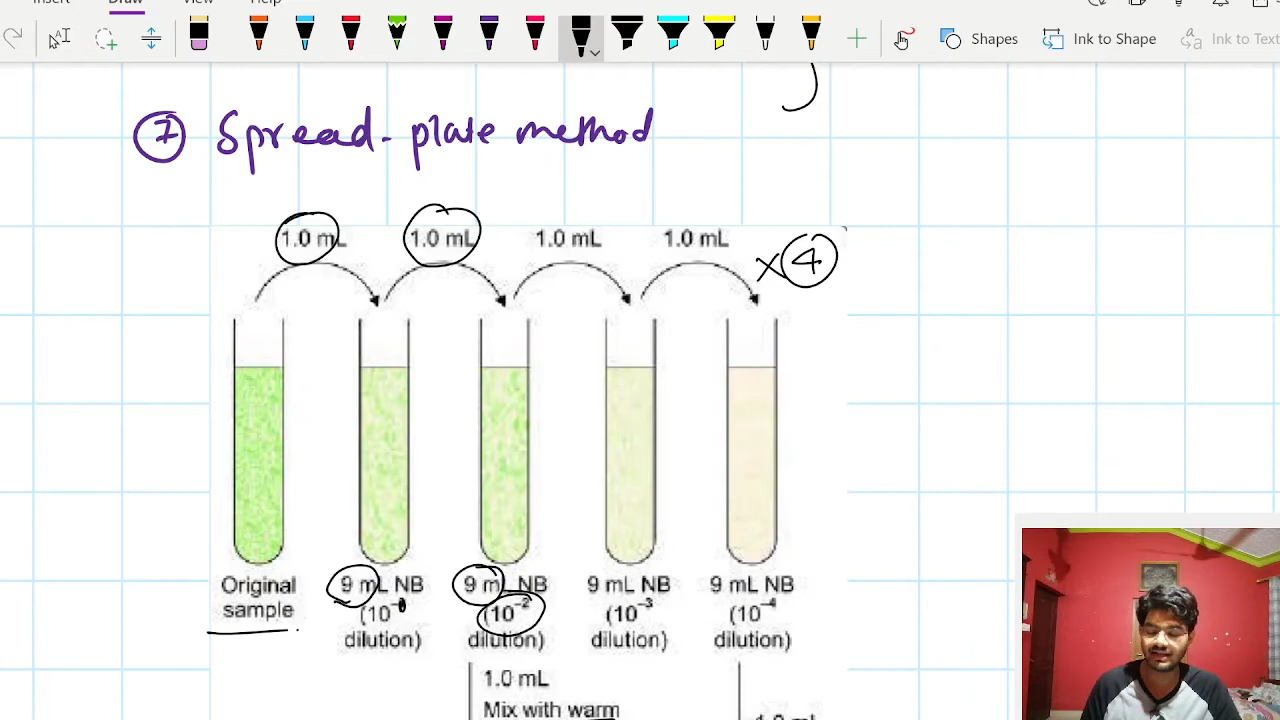 Insert Draw View Help
Shapes Ink to Shape Ink to Text
7 Spread-plate method
1.0 mL 1.0 mL 1.0 mL 1.0 mL
x 4
Original sample
9 mL NB
(10
dilution)
9 mL NB
(10⁻²
dilution)
9 mL NB
(10⁻³
dilution)
9 mL NB
(10⁻⁴
dilution)
1.0 mL
Mix with warm
1.0 mL